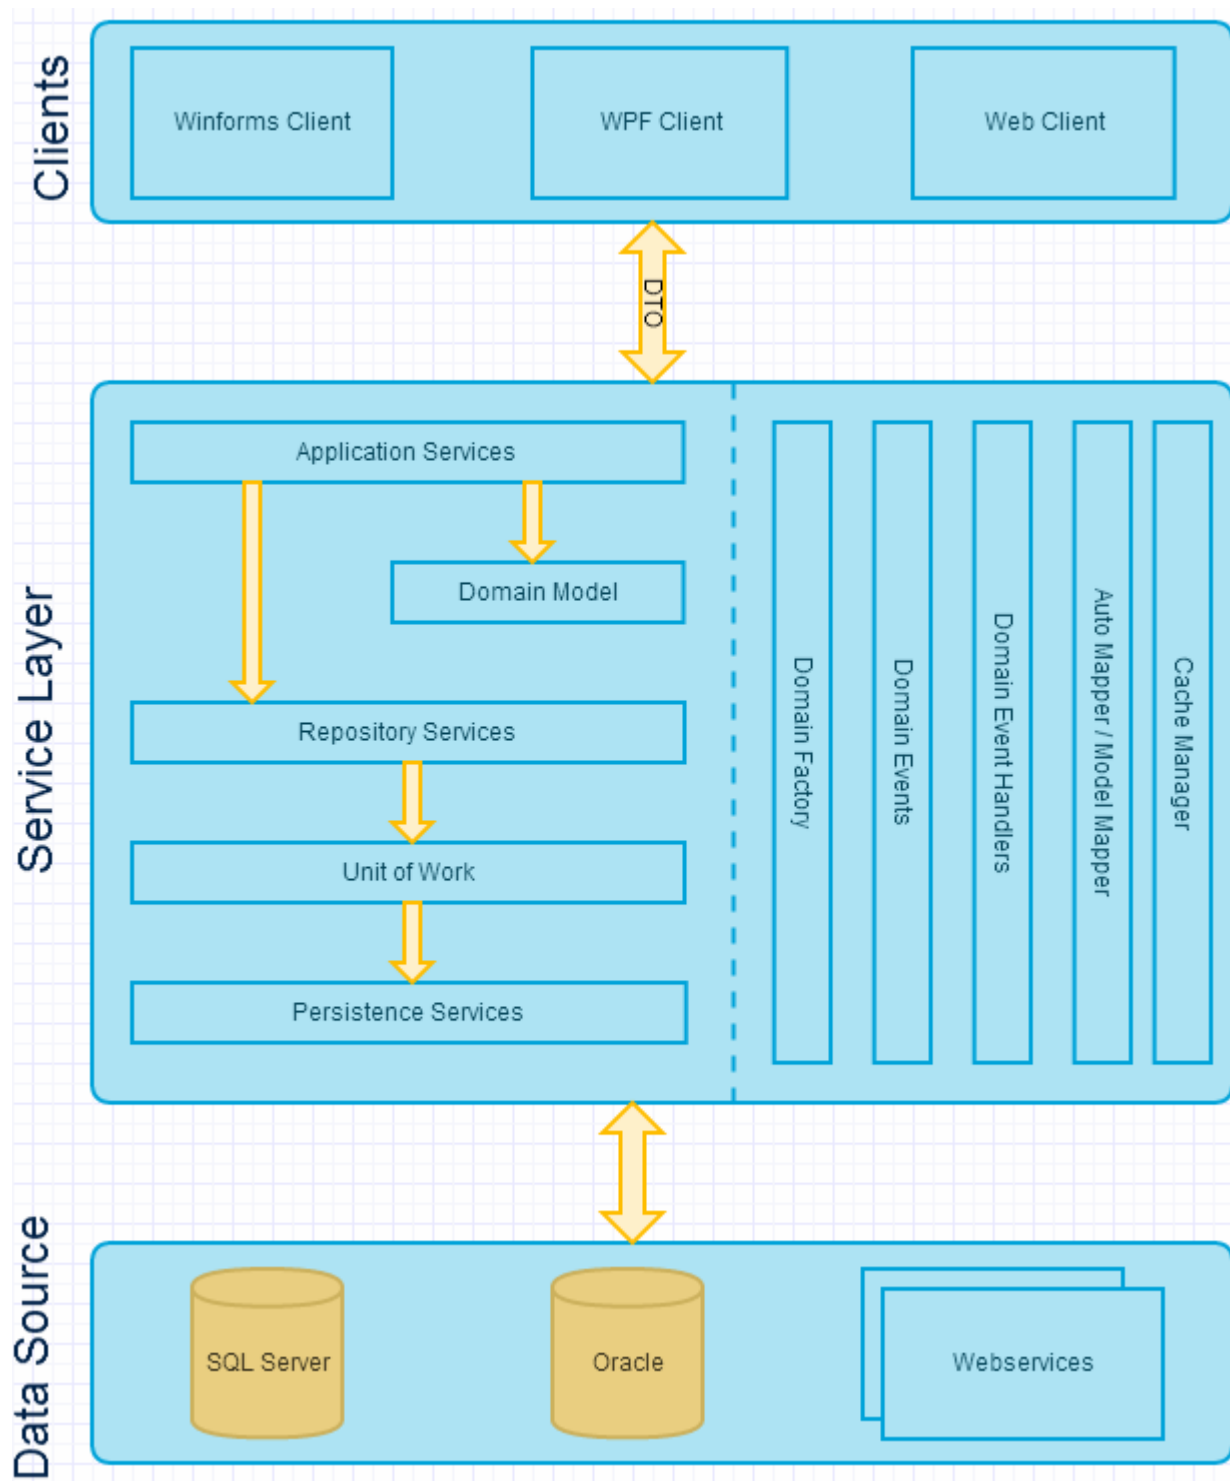 Clients
Winforms Client
WPF Client
Web Client
DTO
Service Layer
Application Services
Domain Model
Repository Services
Unit of Work
Persistence Services
Domain Factory
Domain Events
Domain Event Handlers
Auto Mapper / Model Mapper
Cache Manager
Data Source
SQL Server
Oracle
Webservices